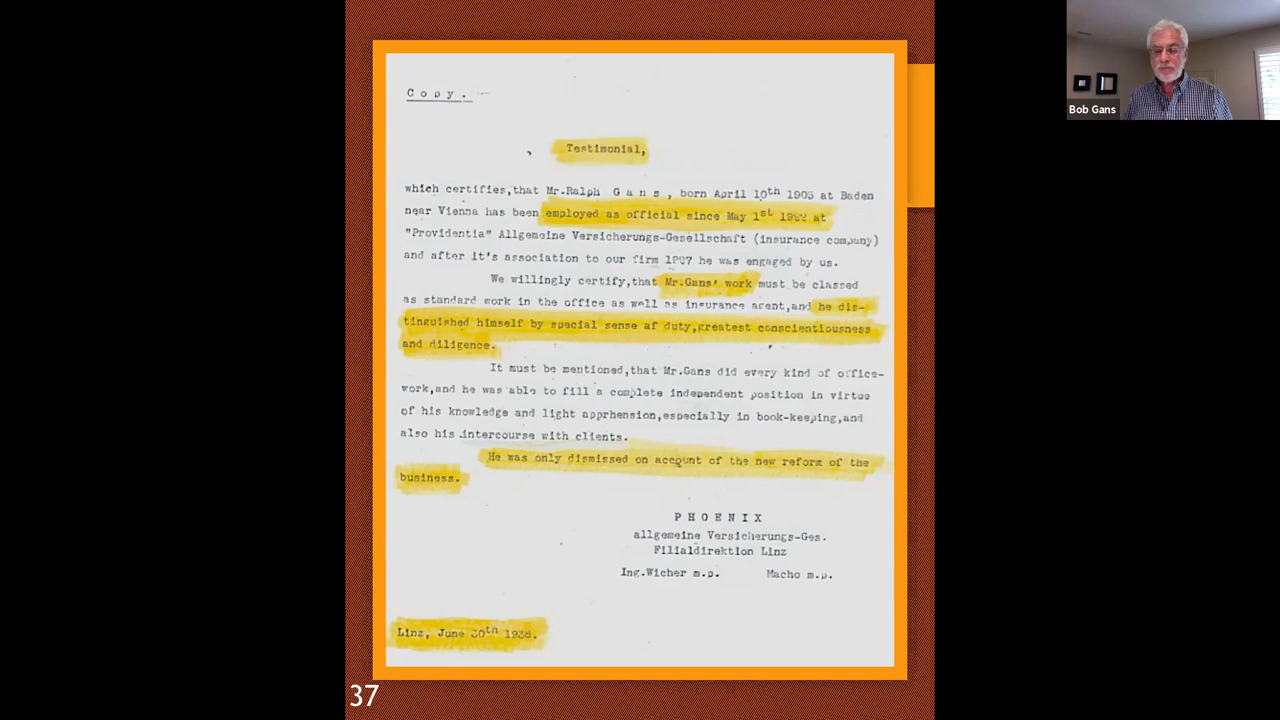 Copy.
Testimonial,
which certifies,that Mr.Ralph G a n s , born April 10th 1905 at Baden
near Vienna has been employed as official since May 1st at
"Providentia" Allgemeine Versicherungs-Gesellschaft (insurance company)
and after it's association to our firm 1927 he was engaged by us.
We willingly certify,that Mr.Gans' work must be classed
as standard work in the office as well as insurance agent,and he dis-
tinguished himself by special sense af duty,greatest conscientiousness
and diligence.
It must be mentioned,that Mr.Gans did every kind of office-
work,and he was able to fill a complete independent position in virtue
of his knowledge and light apprhension,especially in book-keeping,and
also his intercourse with clients.
He was only dismissed on account of the new reform of the
business.
P H O E N I X
allgemeine Versicherungs-Ges.
Filialdirektion Linz
Ing.Wicher m.p. Macho m.p.
Linz, June 30th 1938.
37
Bob Gans